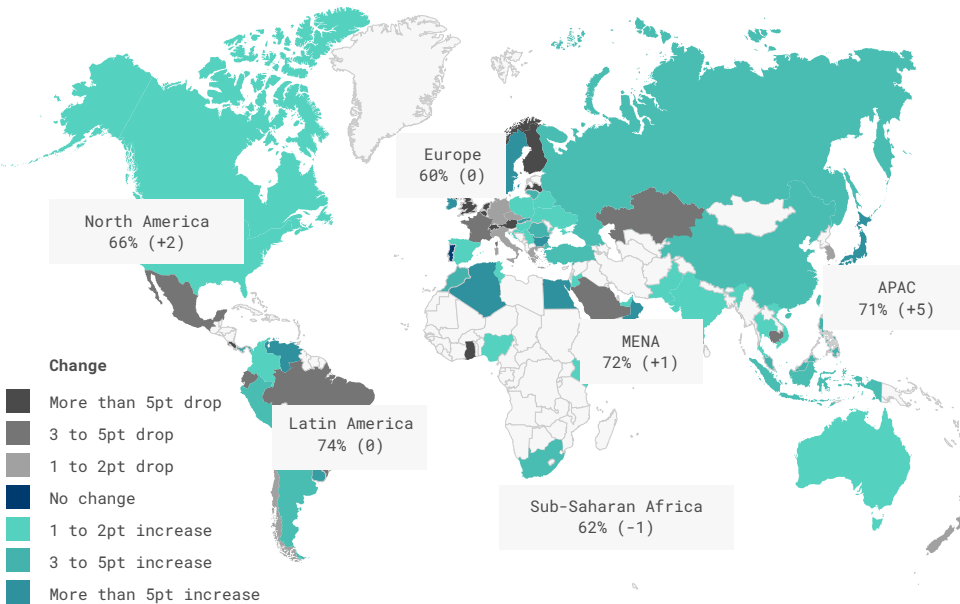 Europe
60% (0)
North America
66% (+2)
APAC
71% (+5)
MENA
72% (+1)
Latin America
74% (0)
Sub-Saharan Africa
62% (-1)
Change
More than 5pt drop
3 to 5pt drop
1 to 2pt drop
No change
1 to 2pt increase
3 to 5pt increase
More than 5pt increase